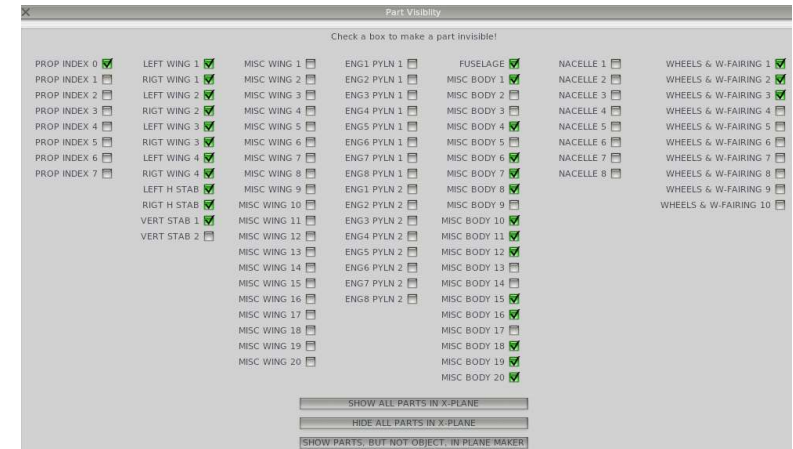 Part Visiblity
Check a box to make a part invisible!
PROP INDEX 0 LEFT WING 1 MISC WING 1 ENG1 PYLN 1 FUSELAGE NACELLE 1 WHEELS & W-FAIRING 1
PROP INDEX 1 RIGT WING 1 MISC WING 2 ENG2 PYLN 1 MISC BODY 1 NACELLE 2 WHEELS & W-FAIRING 2
PROP INDEX 2 LEFT WING 2 MISC WING 3 ENG3 PYLN 1 MISC BODY 2 NACELLE 3 WHEELS & W-FAIRING 3
PROP INDEX 3 RIGT WING 2 MISC WING 4 ENG4 PYLN 1 MISC BODY 3 NACELLE 4 WHEELS & W-FAIRING 4
PROP INDEX 4 LEFT WING 3 MISC WING 5 ENG5 PYLN 1 MISC BODY 4 NACELLE 5 WHEELS & W-FAIRING 5
PROP INDEX 5 RIGT WING 3 MISC WING 6 ENG6 PYLN 1 MISC BODY 5 NACELLE 6 WHEELS & W-FAIRING 6
PROP INDEX 6 LEFT WING 4 MISC WING 7 ENG7 PYLN 1 MISC BODY 6 NACELLE 7 WHEELS & W-FAIRING 7
PROP INDEX 7 RIGT WING 4 MISC WING 8 ENG8 PYLN 1 MISC BODY 7 NACELLE 8 WHEELS & W-FAIRING 8
LEFT H STAB MISC WING 9 ENG1 PYLN 2 MISC BODY 8 WHEELS & W-FAIRING 9
RIGT H STAB MISC WING 10 ENG2 PYLN 2 MISC BODY 9 WHEELS & W-FAIRING 10
VERT STAB 1 MISC WING 11 ENG3 PYLN 2 MISC BODY 10
VERT STAB 2 MISC WING 12 ENG4 PYLN 2 MISC BODY 11
MISC WING 13 ENG5 PYLN 2 MISC BODY 12
MISC WING 14 ENG6 PYLN 2 MISC BODY 13
MISC WING 15 ENG7 PYLN 2 MISC BODY 14
MISC WING 16 ENG8 PYLN 2 MISC BODY 15
MISC WING 17 MISC BODY 16
MISC WING 18 MISC BODY 17
MISC WING 19 MISC BODY 18
MISC WING 20 MISC BODY 19
MISC BODY 20
SHOW ALL PARTS IN X-PLANE
HIDE ALL PARTS IN X-PLANE
SHOW PARTS, BUT NOT OBJECT, IN PLANE MAKER